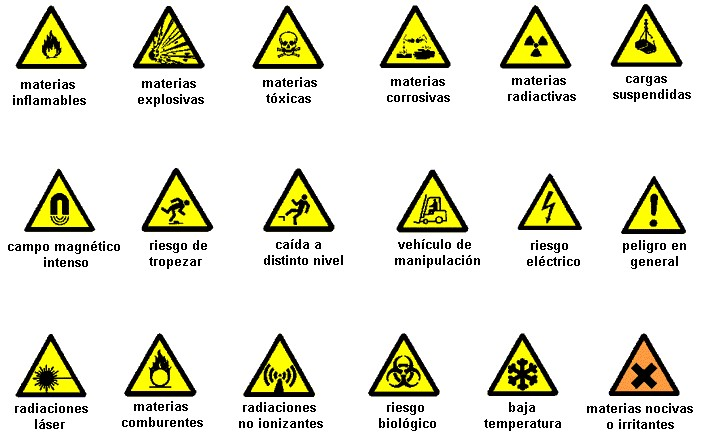 materias
inflamables
materias
explosivas
materias
tóxicas
materias
corrosivas
materias
radiactivas
cargas
suspendidas
campo magnético
intenso
riesgo de
tropezar
caída a
distinto nivel
vehículo de
manipulación
riesgo
eléctrico
peligro en
general
radiaciones
láser
materias
comburentes
radiaciones
no ionizantes
riesgo
biológico
baja
temperatura
materias nocivas
o irritantes